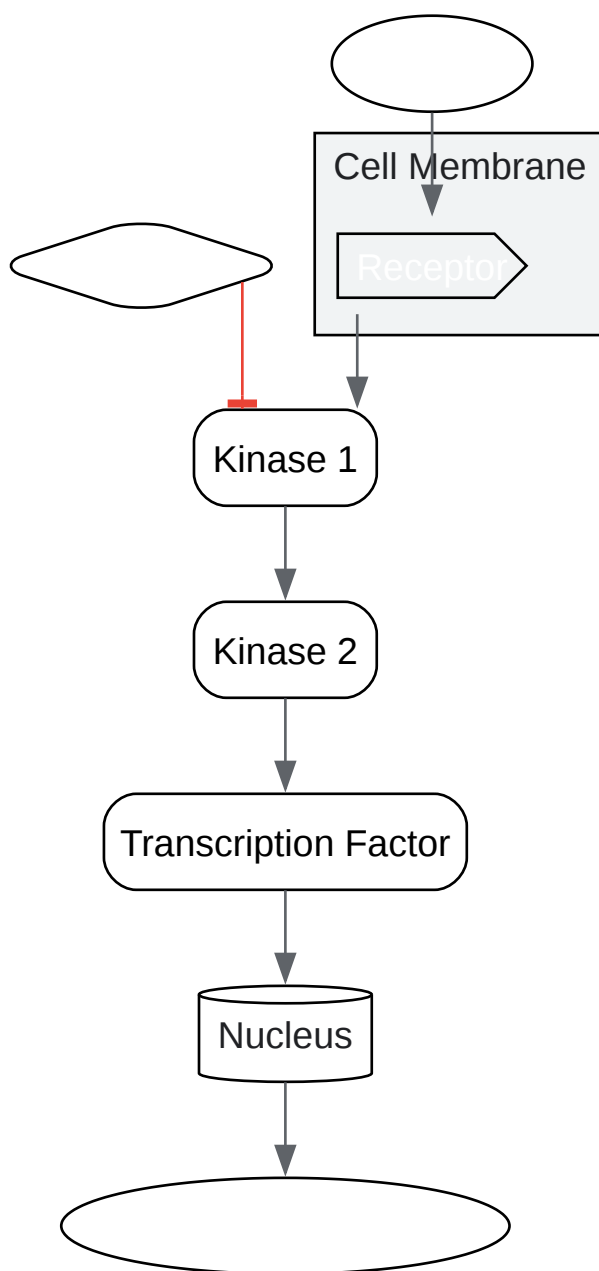 Cell Membrane
Receptor
Kinase 1
Kinase 2
Transcription Factor
Nucleus